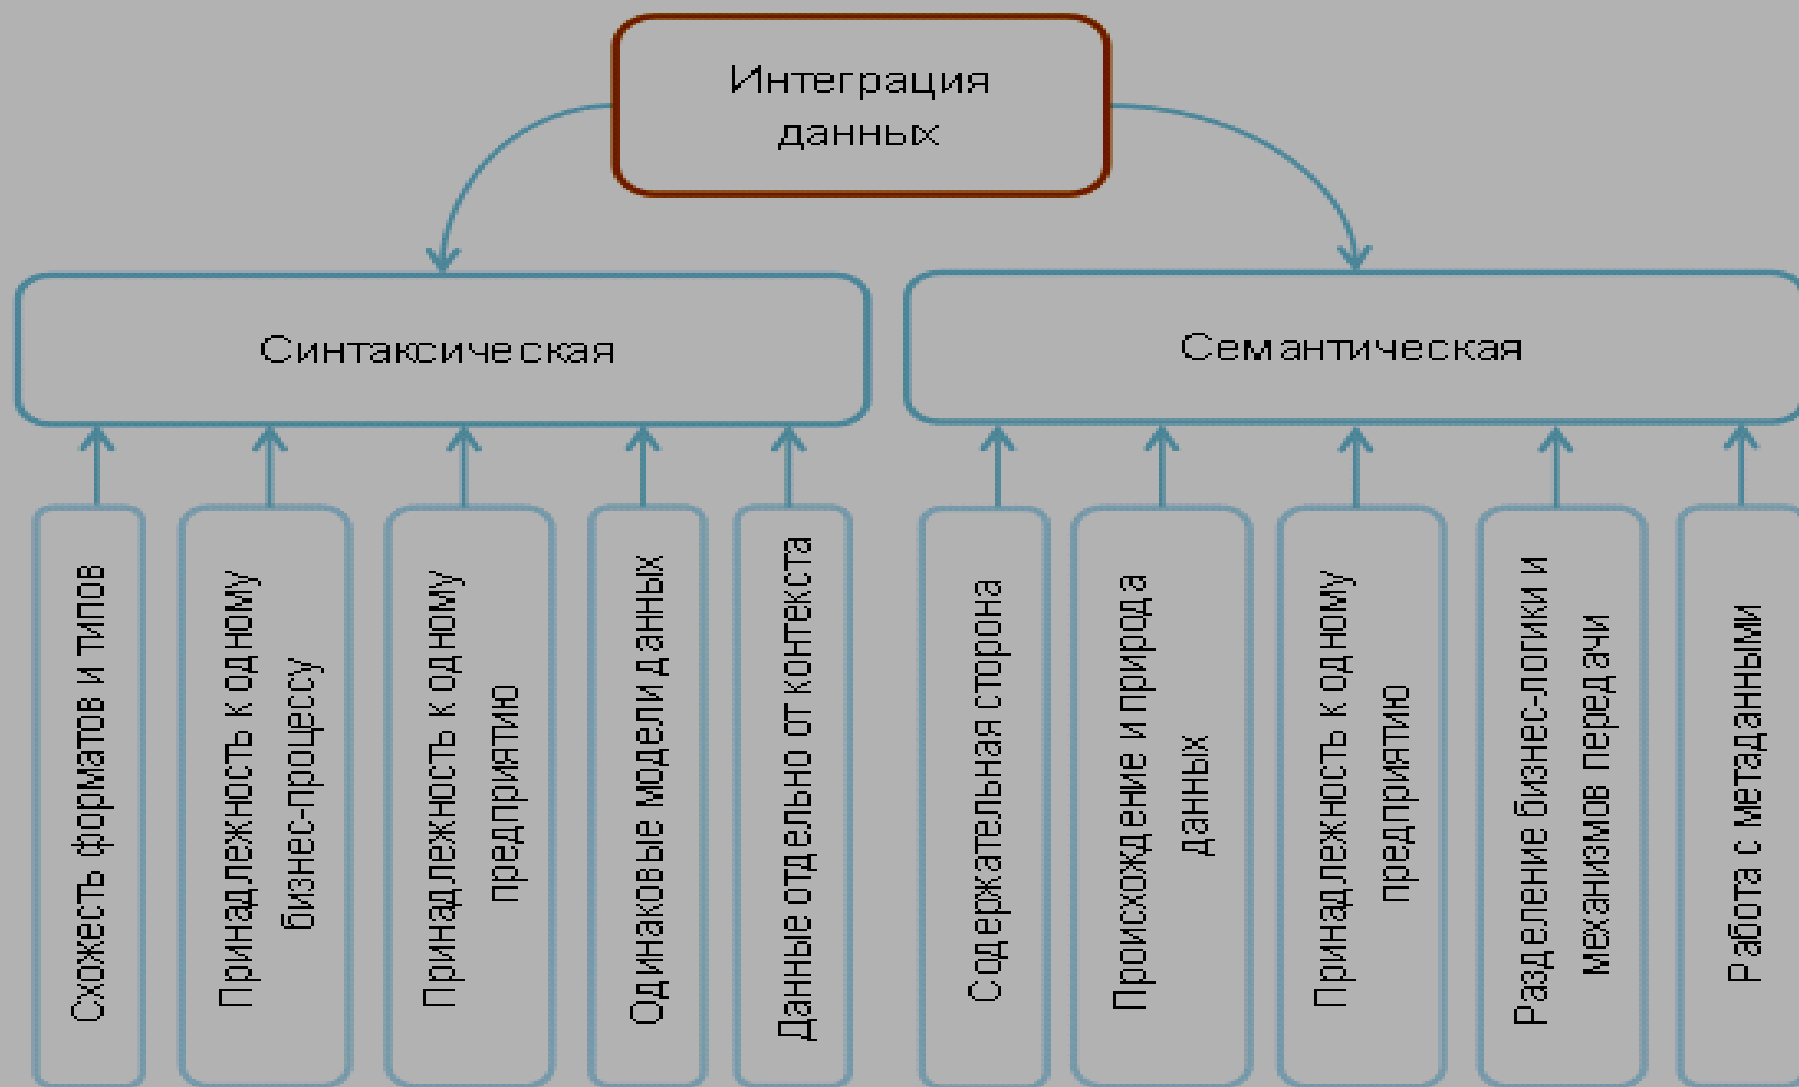 Интеграция
данных
Синтаксическая
Семантическая
Схожесть форматов и типов
Принадлежность к одному
бизнес-процессу
Принадлежность к одному
предприятию
Одинаковые модели данных
Данные отдельно от контекста
Содержательная сторона
Происхождение и природа
данных
Принадлежность к одному
предприятию
Разделение бизнес-логики и
механизмов передачи
Работа с метаданными